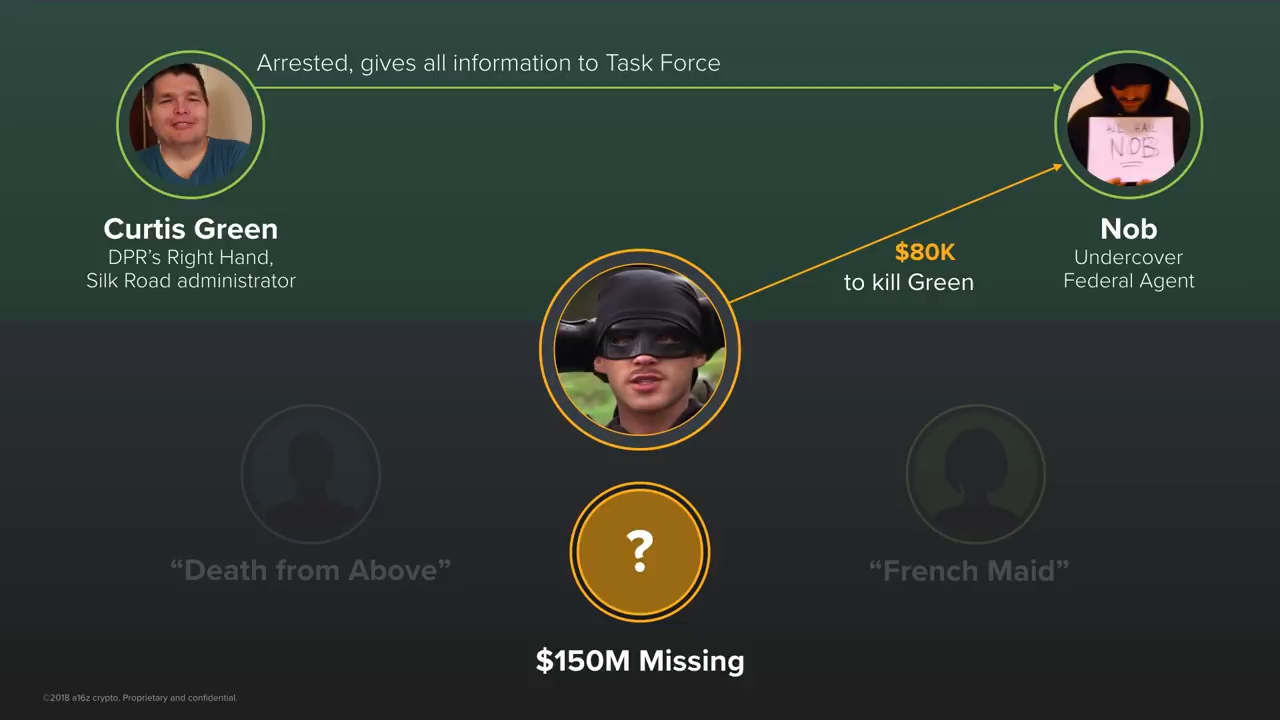 Arrested, gives all information to Task Force
ALL HAIL
NOB
Curtis Green
DPR's Right Hand,
Silk Road administrator
Nob
Undercover
Federal Agent
$80K
to kill Green
“Death from Above”
?
“French Maid”
$150M Missing
©2018 a16z crypto. Proprietary and confidential.